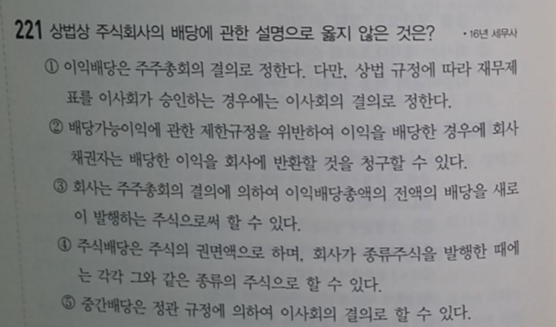 221 상법상 주식회사의 배당에 관한 설명으로 옳지 않은 것은? • 16년 세무사
① 이익배당은 주주총회의 결의로 정한다. 다만, 상법 규정에 따라 재무제
표를 이사회가 승인하는 경우에는 이사회의 결의로 정한다.
② 배당가능이익에 관한 제한규정을 위반하여 이익을 배당한 경우에 회사
채권자는 배당한 이익을 회사에 반환할 것을 청구할 수 있다.
③ 회사는 주주총회의 결의에 의하여 이익배당총액의 전액의 배당을 새로
이 발행하는 주식으로써 할 수 있다.
④ 주식배당은 주식의 권면액으로 하며, 회사가 종류주식을 발행한 때에
는 각각 그와 같은 종류의 주식으로 할 수 있다.
⑤ 중간배당은 정관 규정에 의하여 이사회의 결의로 할 수 있다.